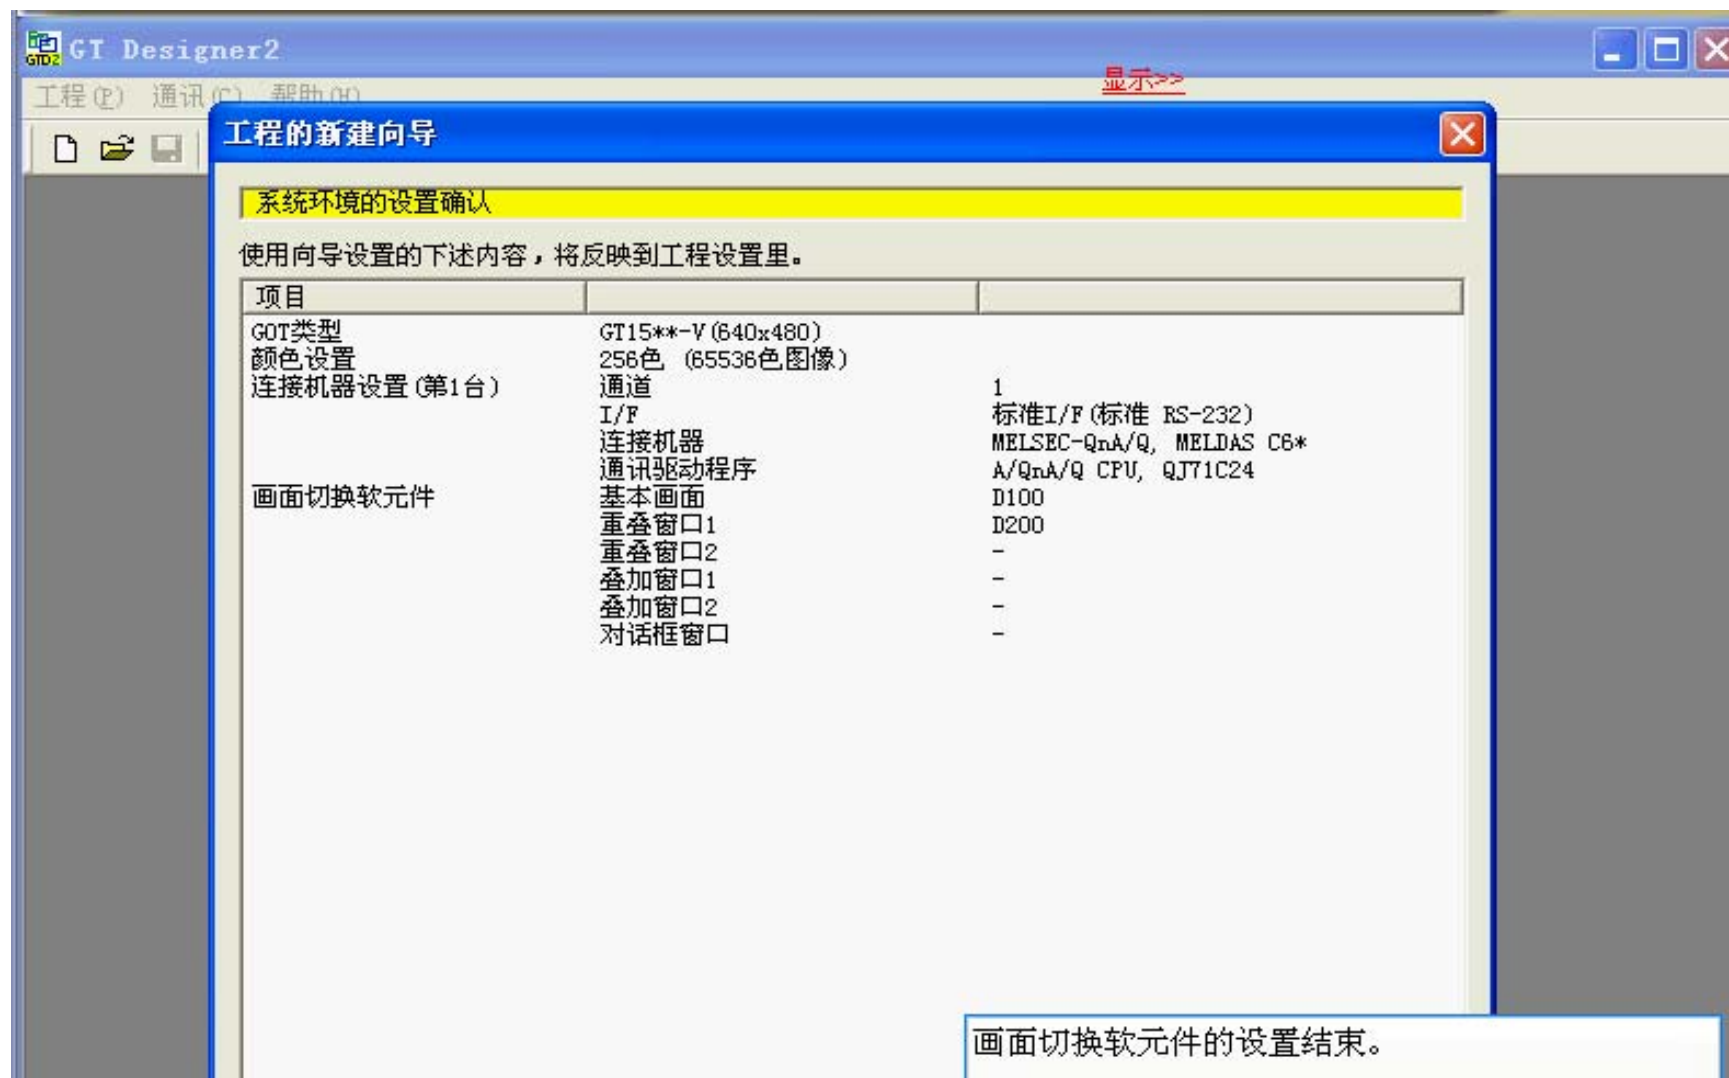 GT Designer2
显示>>
工程(P) 通讯(C) 帮助(H)
工程的新建向导
系统环境的设置确认
使用向导设置的下述内容，将反映到工程设置里。
项目
GOT类型 GT15**-V(640x480)
颜色设置 256色 (65536色图像)
连接机器设置(第1台) 通道 1
I/F 标准I/F(标准 RS-232)
连接机器 MELSEC-QnA/Q, MELDAS C6*
通讯驱动程序 A/QnA/Q CPU, QJ71C24
画面切换软元件 基本画面 D100
重叠窗口1 D200
重叠窗口2 -
叠加窗口1 -
叠加窗口2 -
对话框窗口 -
画面切换软元件的设置结束。